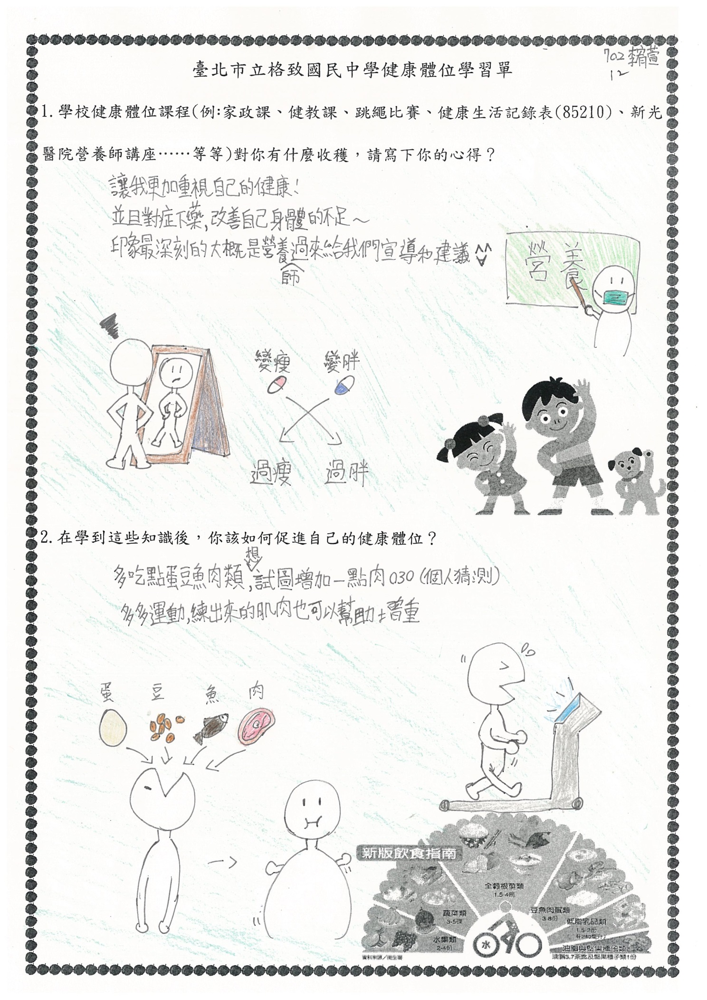 702 李宥萱
12
臺北市立格致國民中學健康體位學習單
1.學校健康體位課程(例:家政課、健教課、跳繩比賽、健康生活記錄表(85210)、新光
醫院營養師講座……等等)對你有什麼收穫,請寫下你的心得?
讓我更加重視自己的健康!
並且對症下藥,改善自己身體的不足~
印象最深刻的大概是營養師過來給我們宣導和建議
營養
變瘦 變胖
過瘦 過胖
2.在學到這些知識後,你該如何促進自己的健康體位?
多吃點蛋豆魚肉類,想試圖增加一點肉030(個人猜測)
多多運動,練出來的肌肉也可以幫助增重
蛋 豆 魚 肉
新版飲食指南
全穀根莖類
1.5-4碗
蔬菜類
3-5碟
豆魚肉蛋類
3-8份
低脂乳品類
水果類
2-4份
水
油脂與堅果種子類
油脂3-7茶匙及堅果種子類1份
資料來源/衛生署